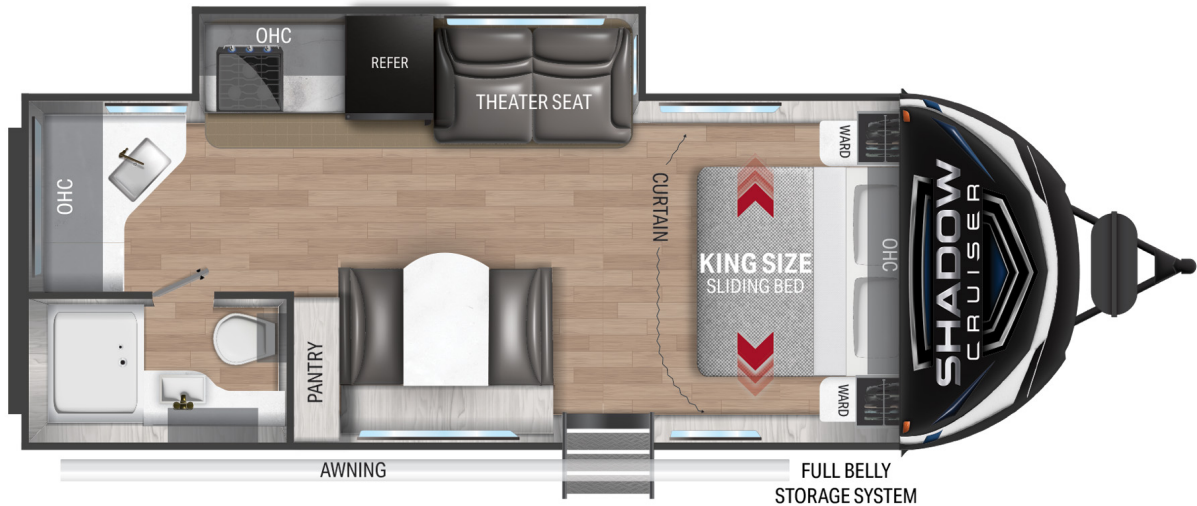 OHC
REFER
THEATER SEAT
WARD
OHC
CURTAIN
KING SIZE
SLIDING BED
OHC
SHADOW
CRUISER
PANTRY
WARD
AWNING
FULL BELLY
STORAGE SYSTEM